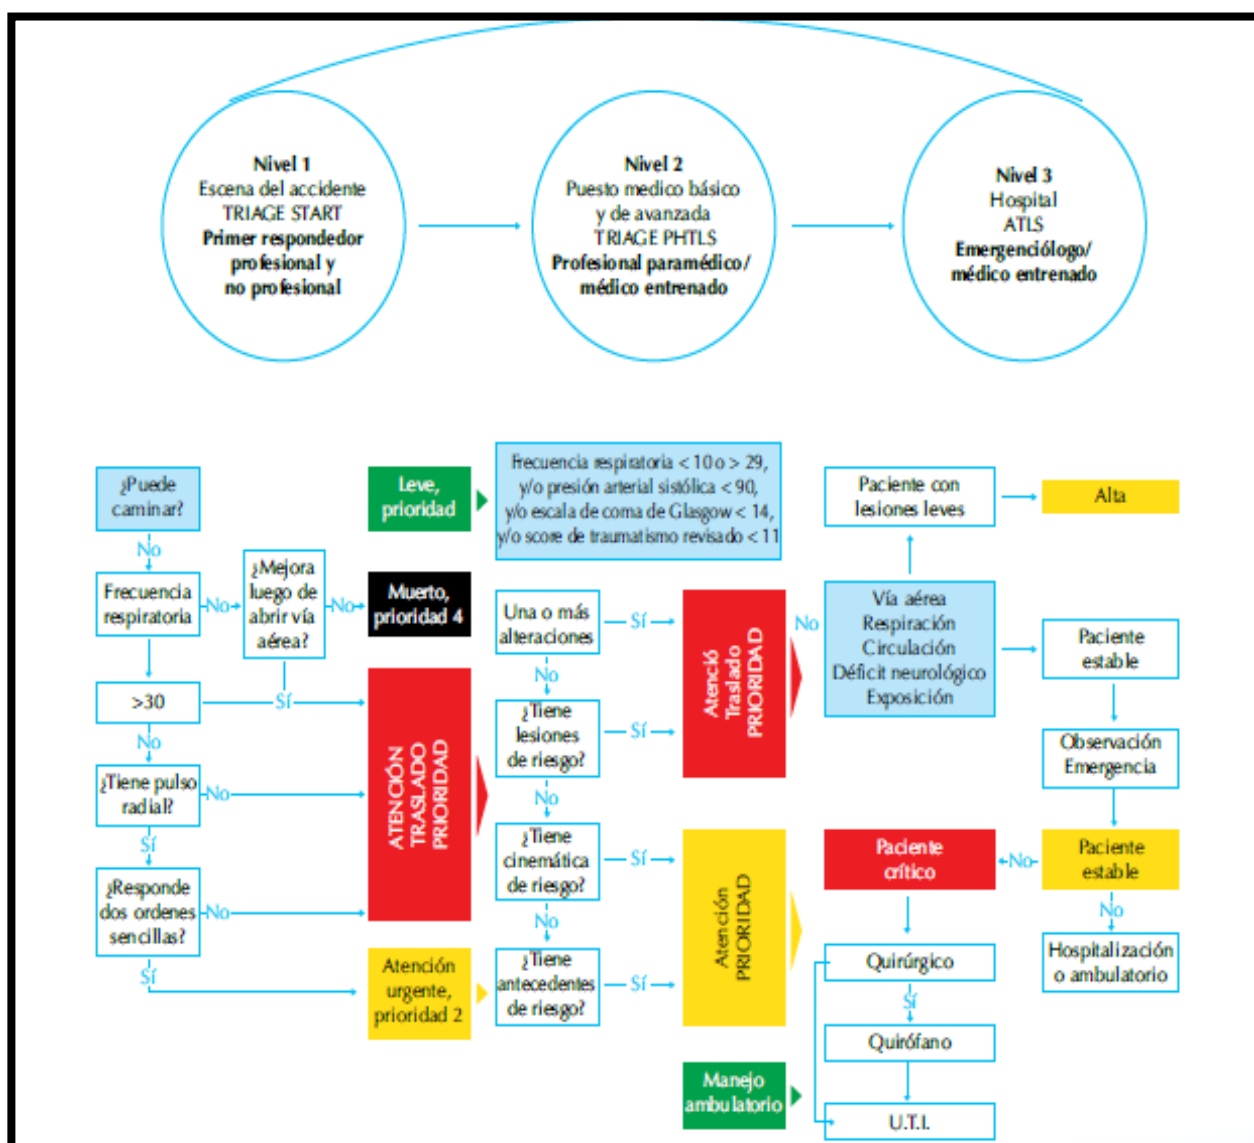 Nivel 1
Escena del accidente
TRIAGE START
Primer respondedor
profesional y
no profesional
Nivel 2
Puesto medico básico
y de avanzada
TRIAGE PHTLS
Profesional paramédico/
médico entrenado
Nivel 3
Hospital
ATLS
Emergenciólogo/
médico entrenado
¿Puede
caminar?
No
Frecuencia
respiratoria
No
¿Mejora
luego de
abrir vía
aérea?
No
Sí
>30
No
¿Tiene pulso
radial?
No
Sí
¿Responde
dos ordenes
sencillas?
No
Sí
Leve,
prioridad
Muerto,
prioridad 4
ATENCIÓN
TRASLADO
PRIORIDAD
Atención
urgente,
prioridad 2
Frecuencia respiratoria < 10 o > 29,
y/o presión arterial sistólica < 90,
y/o escala de coma de Glasgow < 14,
y/o score de traumatismo revisado < 11
Una o más
alteraciones
Sí
No
¿Tiene
lesiones
de riesgo?
Sí
No
¿Tiene
cinemática
de riesgo?
Sí
No
¿Tiene
antecedentes
de riesgo?
Sí
Atenció
Traslado
PRIORIDAD
No
Atención
PRIORIDAD
Manejo
ambulatorio
Paciente con
lesiones leves
Alta
Vía aérea
Respiración
Circulación
Déficit neurológico
Exposición
Paciente
estable
Observación
Emergencia
Paciente
estable
No
Paciente
crítico
No
Hospitalización
o ambulatorio
Quirúrgico
Sí
Quirófano
U.T.I.